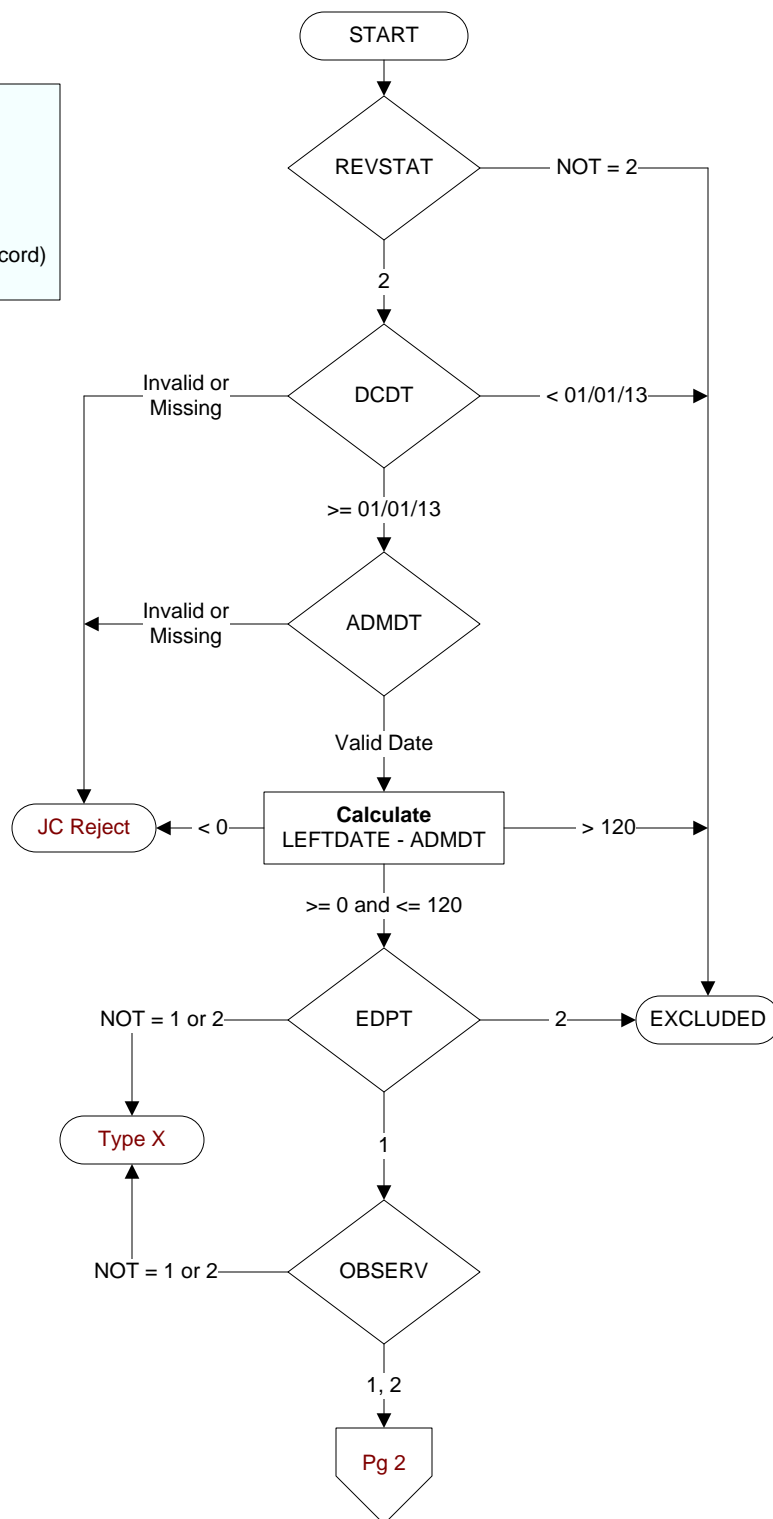 START
cord)
REVSTAT
NOT = 2
2
Invalid or
Missing
DCDT
< 01/01/13
>= 01/01/13
Invalid or
Missing
ADMDT
Valid Date
JC Reject
< 0
Calculate
LEFTDATE - ADMDT
> 120
>= 0 and <= 120
NOT = 1 or 2
EDPT
2
EXCLUDED
Type X
1
NOT = 1 or 2
OBSERV
1, 2
Pg 2